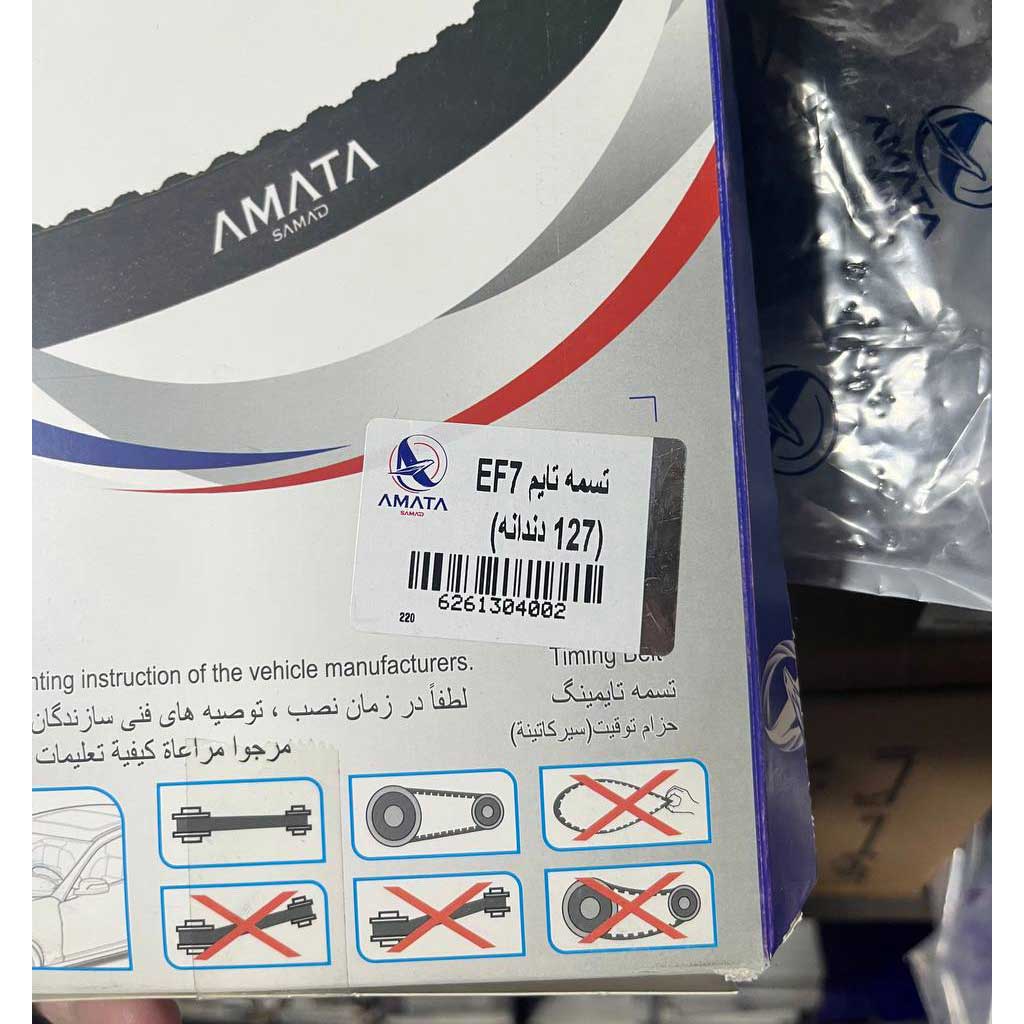 AMATA
SAMAD
AMATA
AMATA
SAMAD
تسمه تایم EF7
(127 دندانه)
6261304002
220
nting instruction of the vehicle manufacturers.
Timing Belt
لطفاً در زمان نصب ، توصیه های فنی سازندگان
تسمه تایمینگ
مرجوا مراعاة كيفية تعليمات
حزام توقيت(سيركاتينة)